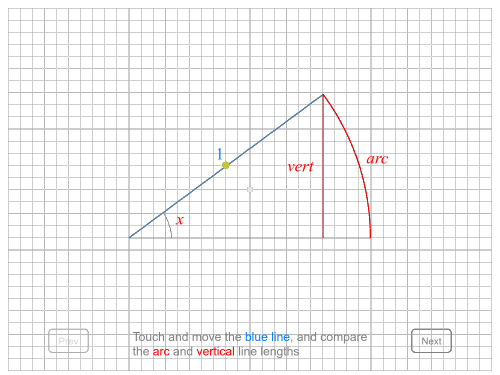 1
vert
arc
x
Prev
Touch and move the blue line, and compare
the arc and vertical line lengths
Next